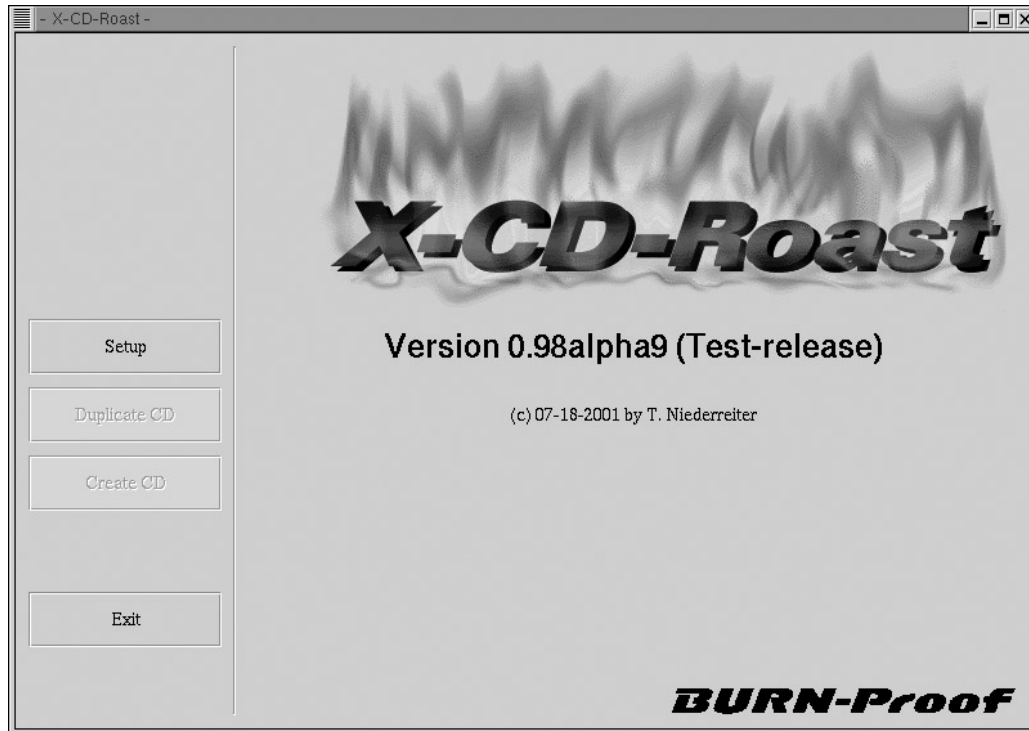 - X-CD-Roast -
X-CD-Roast
Version 0.98alpha9 (Test-release)
(c) 07-18-2001 by T. Niederreiter
Setup
Duplicate CD
Create CD
Exit
BURN-Proof